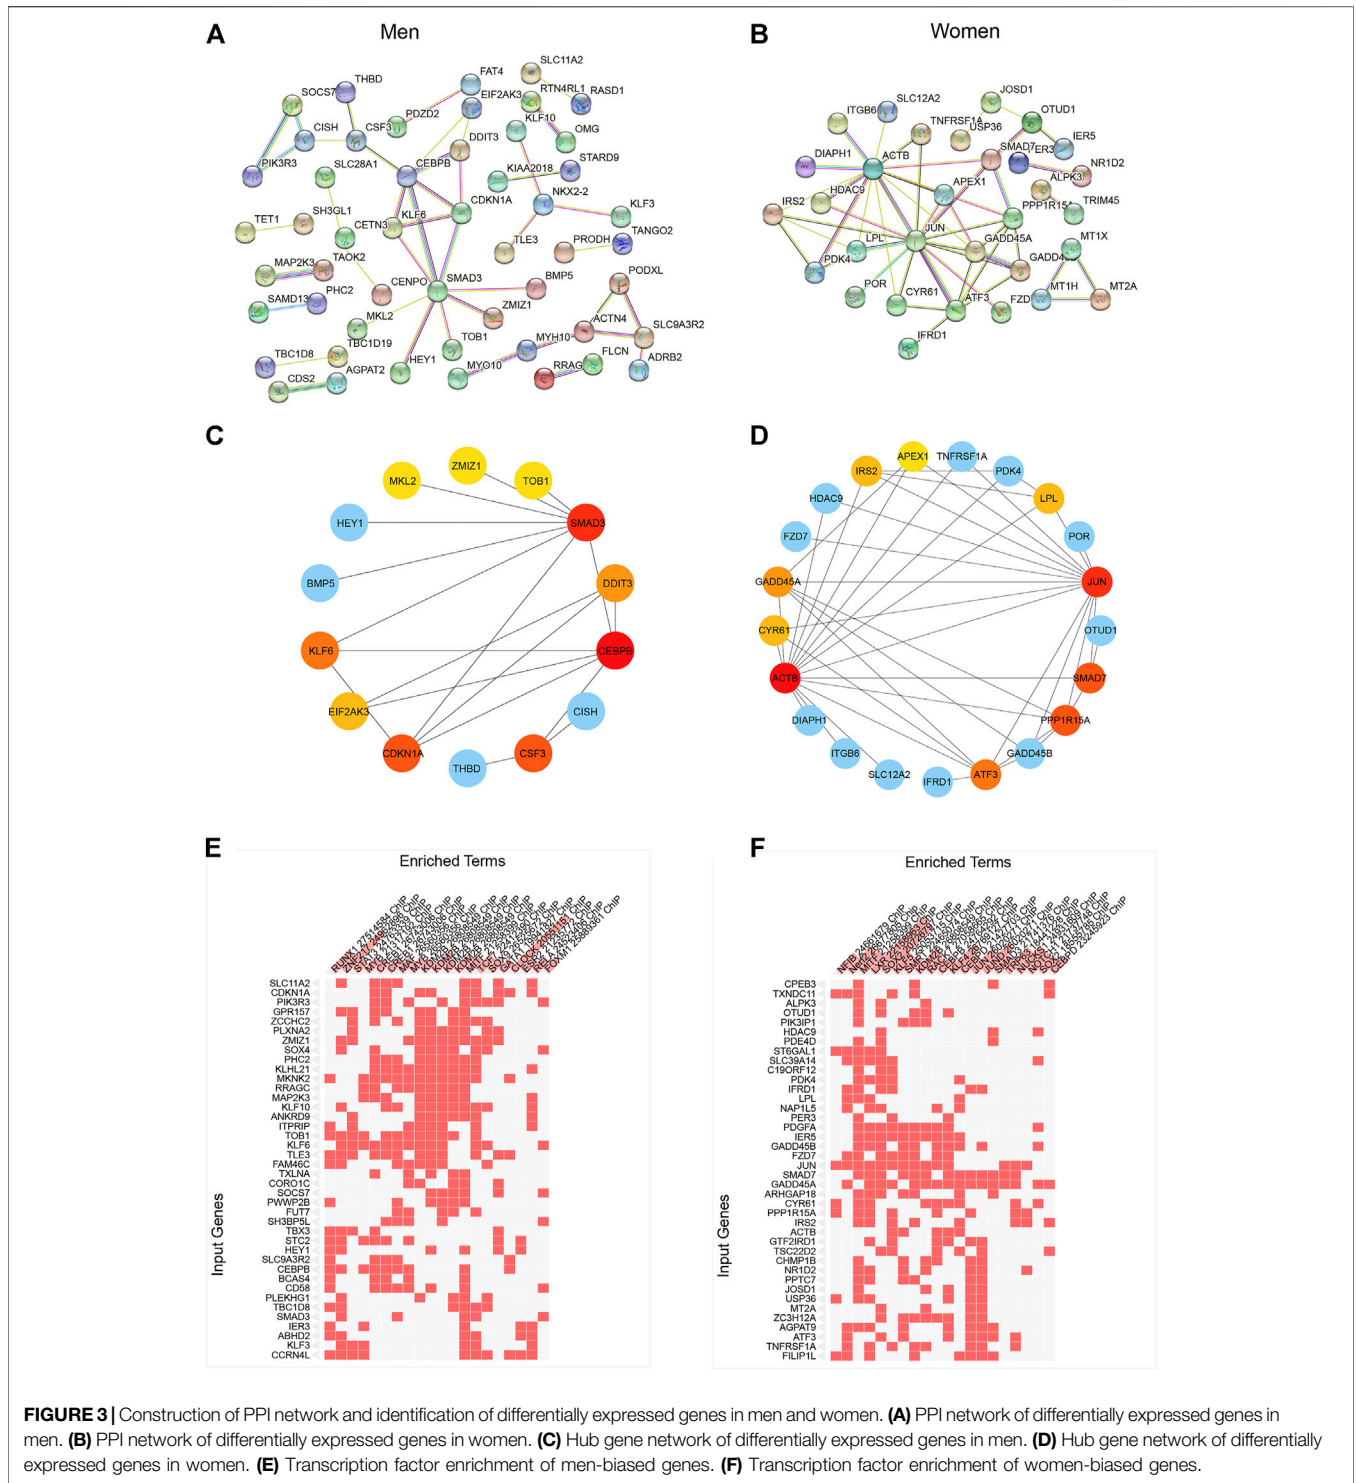 A
Men
B
Women
SLC11A2
FAT4
THBD
EIF2AK3
RTN4RL1
RASD1
SOCS7
PDZD2
KLF10
CISH
CSF3
DDIT3
OMG
PIK3R3
SLC28A1
CEBPB
KIAA2018
STARD9
CDKN1A
NKX2-2
TET1
SH3GL1
CETN3
KLF6
KLF3
TLE3
PRODH
TANGO2
MAP2K3
TAOK2
CENPO
SMAD3
BMP5
PODXL
SAMD13
PHC2
MKL2
ZMIZ1
ACTN4
SLC9A3R2
TBC1D8
TBC1D19
HEY1
TOB1
MYH10
FLCN
CDS2
AGPAT2
MYO10
RRAG
ADRB2
JOSD1
ITGB6
SLC12A2
TNFRSF1A
USP36
OTUD1
IER5
DIAPH1
ACTB
SMAD7
ER3
NR1D2
HDAC9
APEX1
ALPK3
IRS2
PPP1R15A
TRIM45
JUN
LPL
GADD45A
MT1X
PDK4
GADD45
MT1H
MT2A
POR
CYR61
ATF3
FZD
IFRD1
C
ZMIZ1
MKL2
TOB1
HEY1
SMAD3
BMP5
DDIT3
KLF6
CEBPB
EIF2AK3
CISH
CDKN1A
CSF3
THBD
D
APEX1
TNFRSF1A
IRS2
PDK4
HDAC9
LPL
FZD7
POR
GADD45A
JUN
CYR61
OTUD1
ACTB
SMAD7
DIAPH1
PPP1R15A
ITGB6
GADD45B
SLC12A2
IFRD1
ATF3
E
Enriched Terms
RUNX1 27514584 ChIP
FOXM1 25889361 ChIP
SLC11A2
CDKN1A
PIK3R3
GPR157
ZCCHC2
PLXNA2
ZMIZ1
SOX4
PHC2
KLHL21
MKNK2
RRAGC
MAP2K3
KLF10
ANKRD9
ITPRIP
TOB1
KLF6
TLE3
FAM46C
TXLNA
CORO1C
SOCS7
PWWP2B
FUT7
SH3BP5L
TBX3
STC2
HEY1
SLC9A3R2
CEBPB
BCAS4
CD58
PLEKHG1
TBC1D8
SMAD3
IER3
ABHD2
KLF3
CCRN4L
Input Genes
F
Enriched Terms
NFIB 24661679 ChIP
CEBPD 23245923 ChIP
CPEB3
TXNDC11
ALPK3
OTUD1
PIK3IP1
HDAC9
PDE4D
ST6GAL1
SLC39A14
C19ORF12
PDK4
IFRD1
LPL
NAP1L5
PER3
PDGFA
IER5
GADD45B
FZD7
JUN
SMAD7
GADD45A
ARHGAP18
CYR61
PPP1R15A
IRS2
ACTB
GTF2IRD1
TSC22D2
CHMP1B
NR1D2
PPTC7
JOSD1
USP36
MT2A
ZC3H12A
AGPAT9
ATF3
TNFRSF1A
FILIP1L
Input Genes
FIGURE 3 | Construction of PPI network and identification of differentially expressed genes in men and women. (A) PPI network of differentially expressed genes in
men. (B) PPI network of differentially expressed genes in women. (C) Hub gene network of differentially expressed genes in men. (D) Hub gene network of differentially
expressed genes in women. (E) Transcription factor enrichment of men-biased genes. (F) Transcription factor enrichment of women-biased genes.